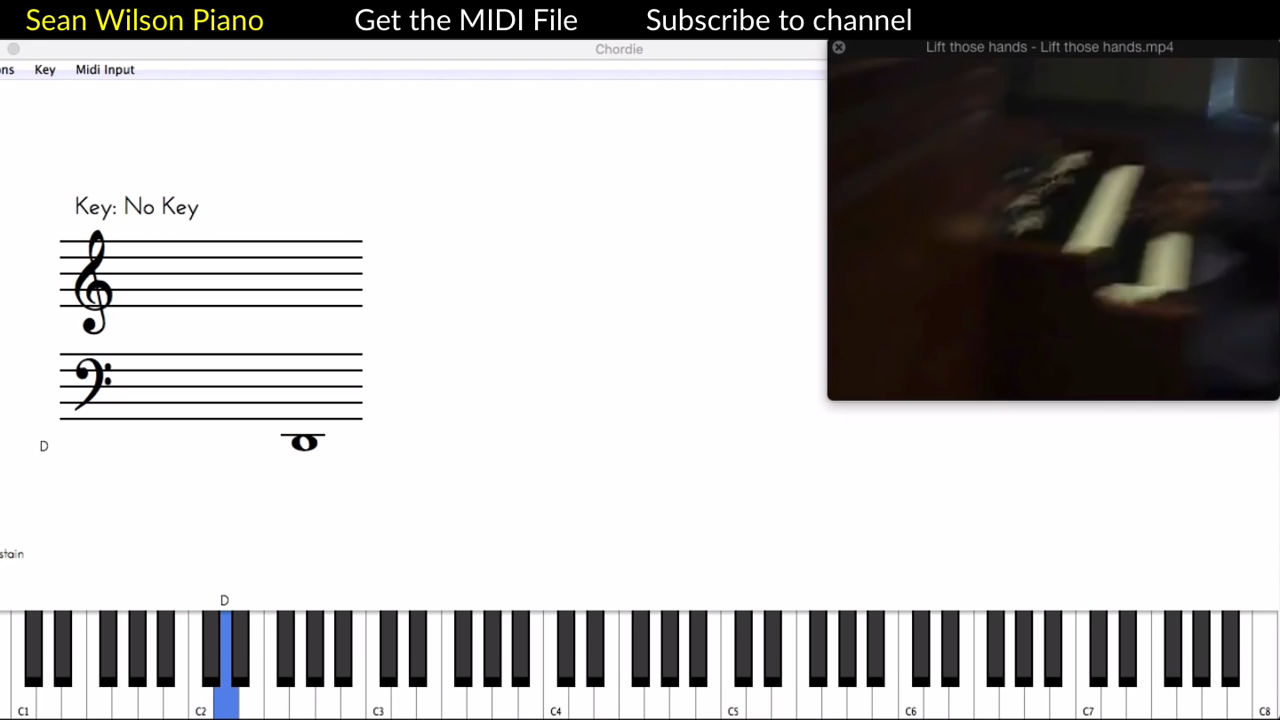 Sean Wilson Piano Get the MIDI File Subscribe to channel
Chordie
Lift those hands - Lift those hands.mp4
ns Key Midi Input
Key: No Key
D
stain
D
C1 C2 C3 C4 C5 C6 C7 C8